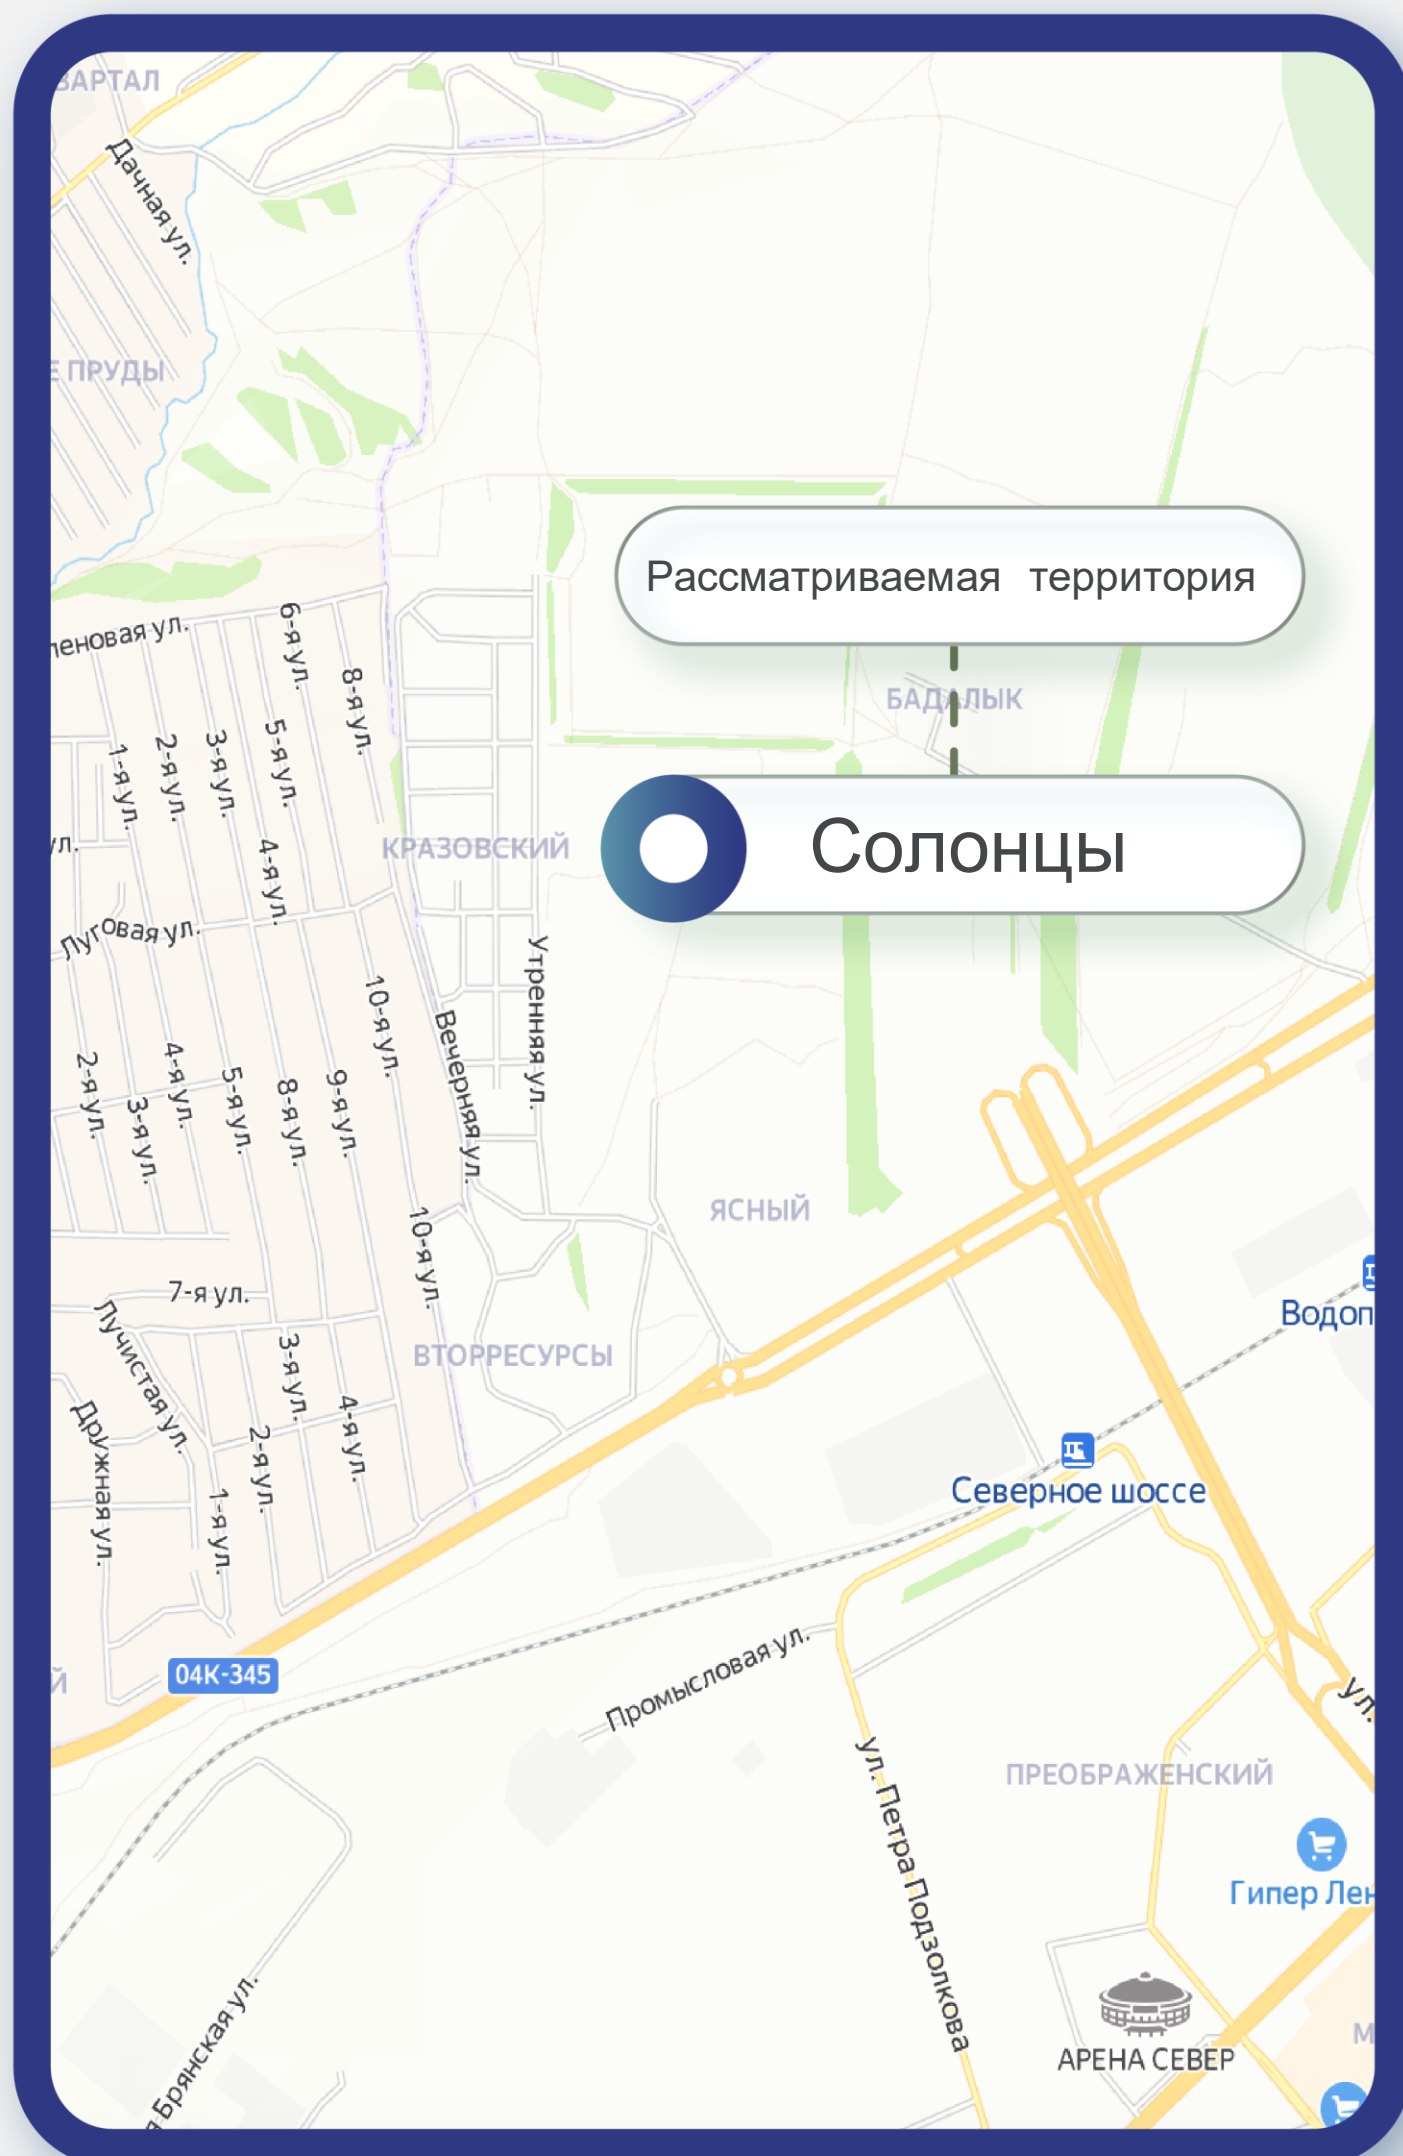 ВАРТАЛ
Дачная ул.
Е ПРУДЫ
Рассматриваемая территория
леновая ул.
6-я ул.
8-я ул.
БАДАЛЫК
1-я ул.
2-я ул.
3-я ул.
5-я ул.
ул.
4-я ул.
КРАЗОВСКИЙ
Солонцы
Луговая ул.
10-я ул.
Вечерняя ул.
Утренняя ул.
2-я ул.
3-я ул.
4-я ул.
5-я ул.
8-я ул.
9-я ул.
ЯСНЫЙ
10-я ул.
7-я ул.
Водоп
Лучистая ул.
3-я ул.
ВТОРРЕСУРСЫ
Дружная ул.
4-я ул.
2-я ул.
1-я ул.
Северное шоссе
04К-345
Й
Промысловая ул.
ул.
ул. Петра Подзолкова
ПРЕОБРАЖЕНСКИЙ
Гипер Лен
я Брянская ул.
АРЕНА СЕВЕР
М